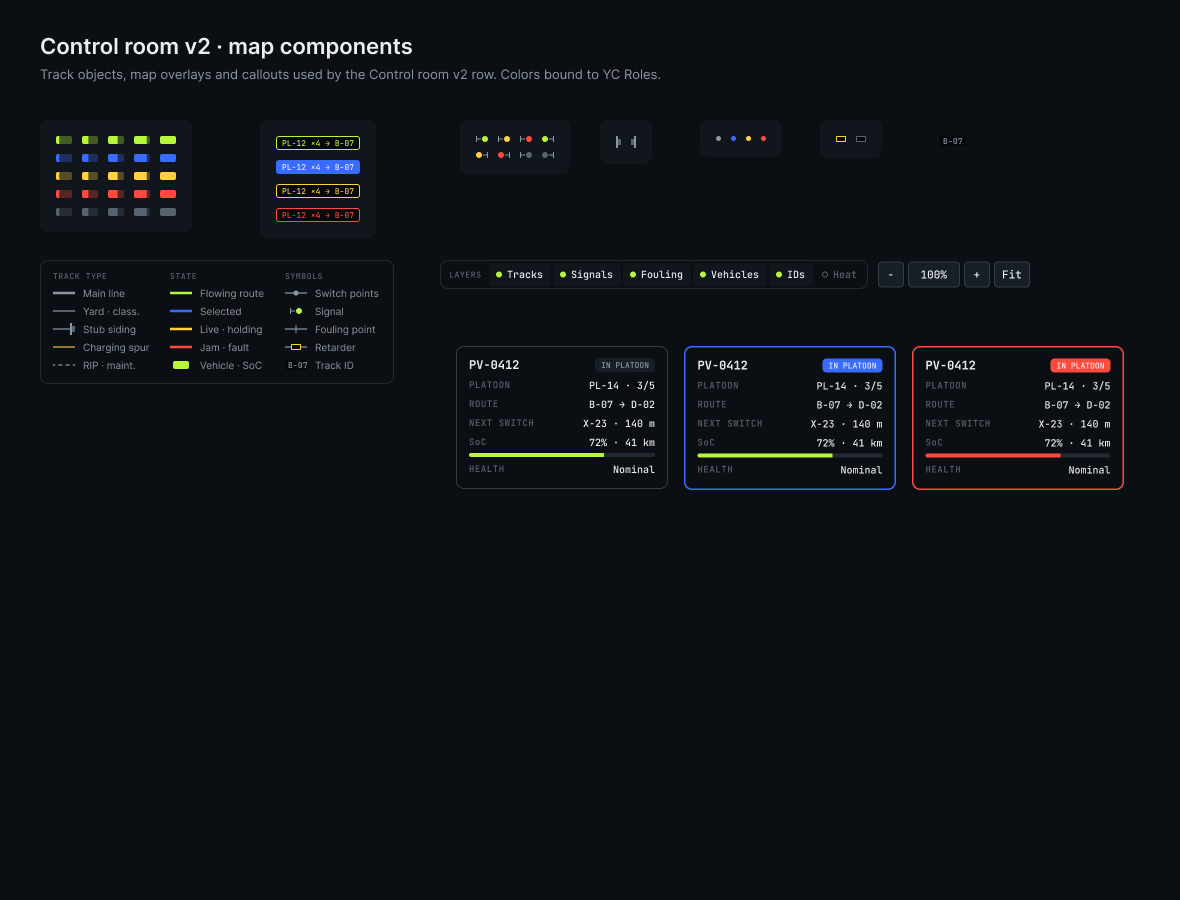 Control room v2 · map components
Track objects, map overlays and callouts used by the Control room v2 row. Colors bound to YC Roles.
PL-12 ×4 → B-07
PL-12 ×4 → B-07
PL-12 ×4 → B-07
PL-12 ×4 → B-07
B-07
TRACK TYPE STATE SYMBOLS
Main line Flowing route Switch points
Yard · class. Selected Signal
Stub siding Live · holding Fouling point
Charging spur Jam · fault Retarder
RIP · maint. Vehicle · SoC B-07 Track ID
LAYERS Tracks Signals Fouling Vehicles IDs Heat - 100% + Fit
PV-0412 IN PLATOON
PLATOON PL-14 · 3/5
ROUTE B-07 → D-02
NEXT SWITCH X-23 · 140 m
SoC 72% · 41 km
HEALTH Nominal
PV-0412 IN PLATOON
PLATOON PL-14 · 3/5
ROUTE B-07 → D-02
NEXT SWITCH X-23 · 140 m
SoC 72% · 41 km
HEALTH Nominal
PV-0412 IN PLATOON
PLATOON PL-14 · 3/5
ROUTE B-07 → D-02
NEXT SWITCH X-23 · 140 m
SoC 72% · 41 km
HEALTH Nominal